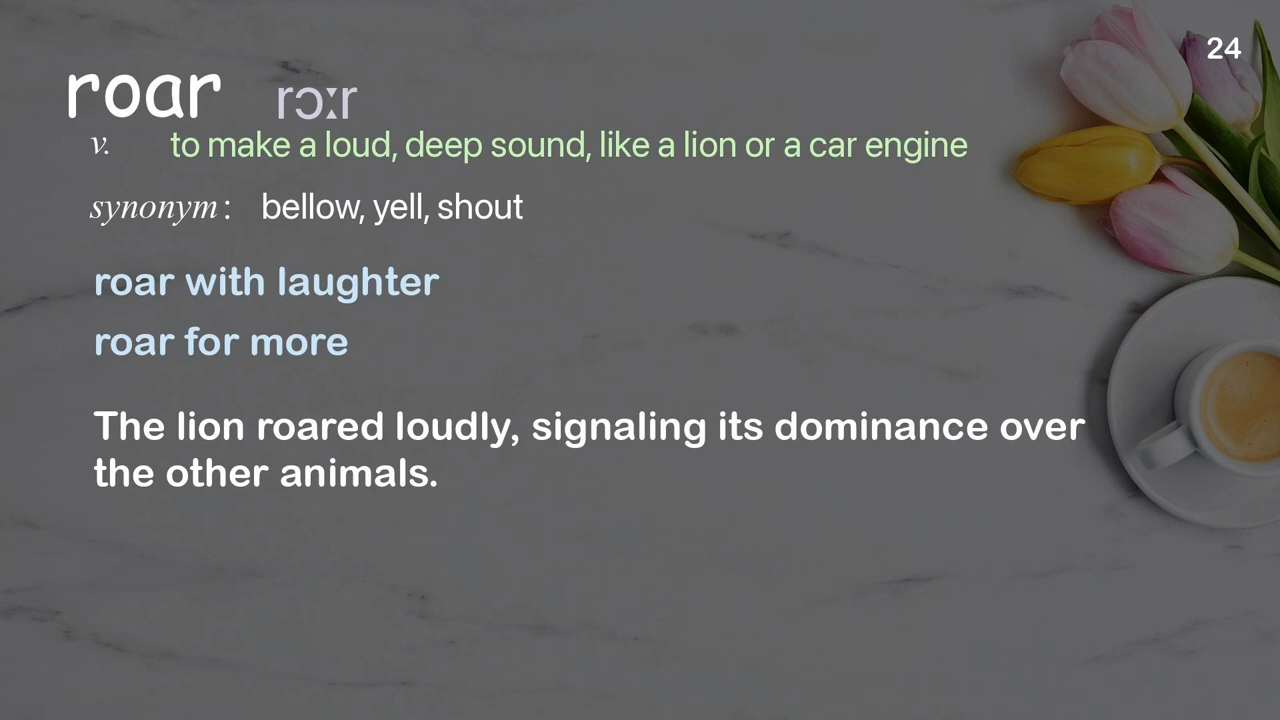 24
roar rɔːr
v. to make a loud, deep sound, like a lion or a car engine
synonym: bellow, yell, shout
roar with laughter
roar for more
The lion roared loudly, signaling its dominance over
the other animals.